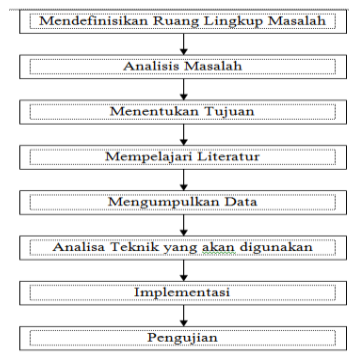 Mendefinisikan Ruang Lingkup Masalah
Analisis Masalah
Menentukan Tujuan
Mempelajari Literatur
Mengumpulkan Data
Analisa Teknik yang akan digunakan
Implementasi
Pengujian